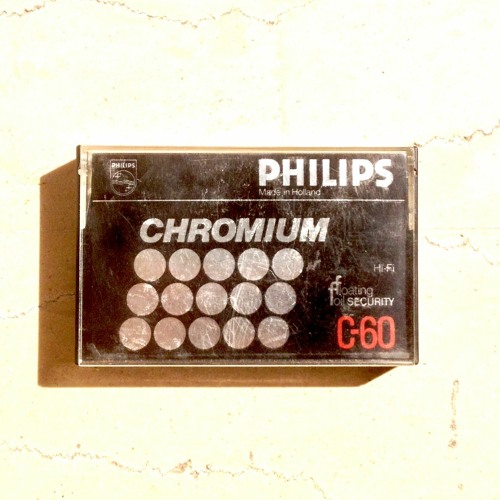 PHILIPS
PHILIPS
Made in Holland
CHROMIUM
Hi-Fi
floating
foil SECURITY
C-60